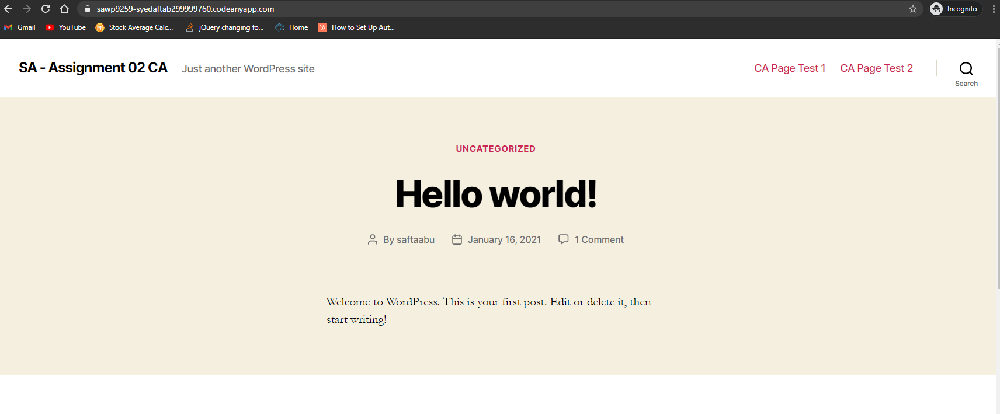 sawp9259-syedaftab299999760.codeanyapp.com
Incognito
Gmail YouTube Stock Average Calc... jQuery changing fo... Home How to Set Up Aut...
SA - Assignment 02 CA Just another WordPress site CA Page Test 1 CA Page Test 2
Search
UNCATEGORIZED
Hello world!
By saftaabu January 16, 2021 1 Comment
Welcome to WordPress. This is your first post. Edit or delete it, then
start writing!